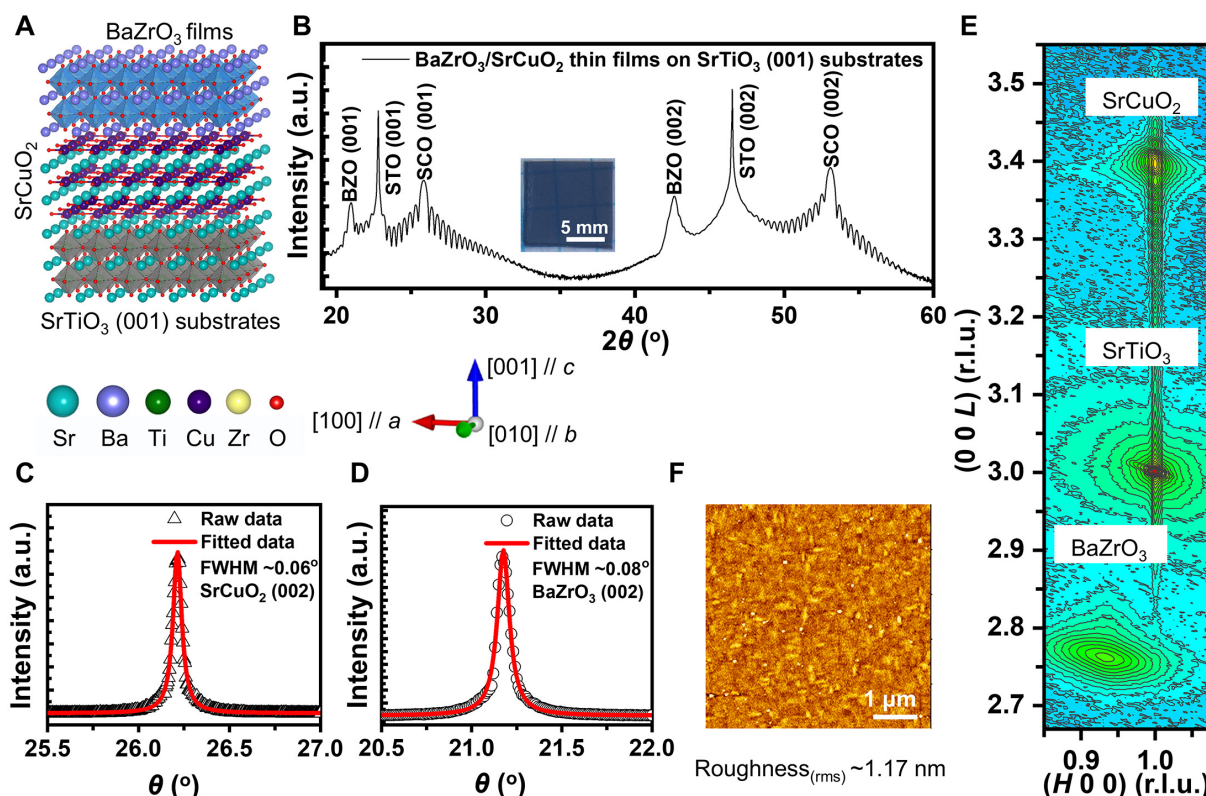 A
BaZrO₃ films
SrCuO₂
SrTiO₃ (001) substrates
Sr Ba Ti Cu Zr O
B
Intensity (a.u.)
BaZrO₃/SrCuO₂ thin films on SrTiO₃ (001) substrates
BZO (001)
STO (001)
SCO (001)
BZO (002)
STO (002)
SCO (002)
5 mm
20 30 40 50 60
2θ (o)
[001] // c
[100] // a
[010] // b
C
Intensity (a.u.)
Raw data
Fitted data
FWHM ~0.06o
SrCuO₂ (002)
25.5 26.0 26.5 27.0
θ (o)
D
Intensity (a.u.)
Raw data
Fitted data
FWHM ~0.08o
BaZrO₃ (002)
20.5 21.0 21.5 22.0
θ (o)
E
(0 0 L) (r.l.u.)
3.5
3.4
3.3
3.2
3.1
3.0
2.9
2.8
2.7
SrCuO₂
SrTiO₃
BaZrO₃
0.9 1.0
(H 0 0) (r.l.u.)
F
1 µm
Roughness(rms) ~1.17 nm